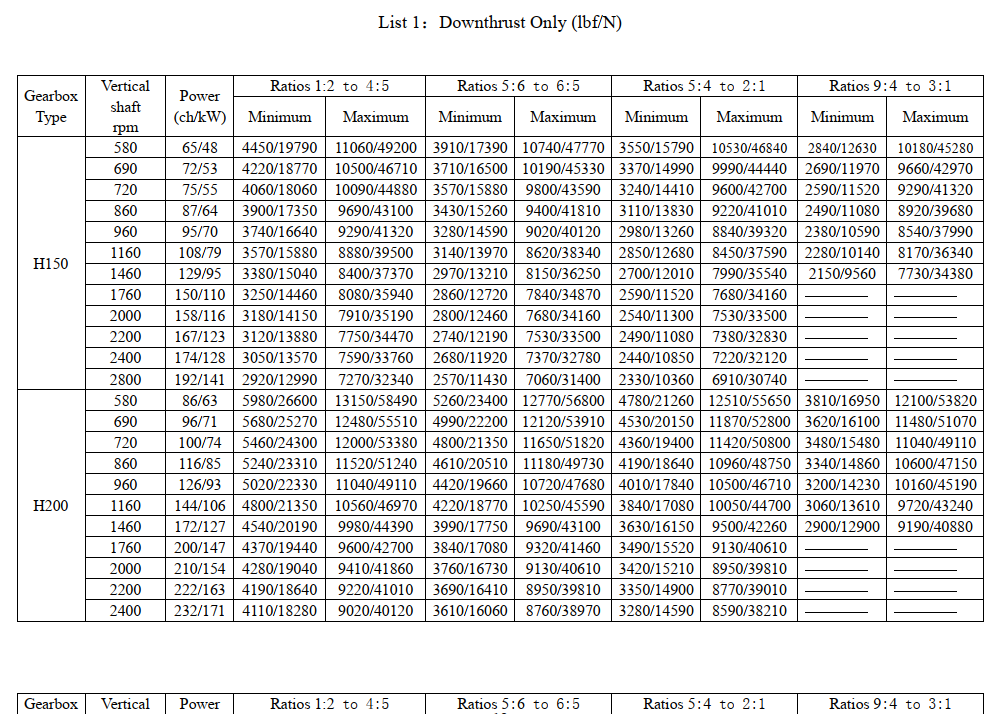 List 1：Downthrust Only (lbf/N)
Gearbox Type Vertical shaft rpm Power (ch/kW) Ratios 1:2 to 4:5 Ratios 5:6 to 6:5 Ratios 5:4 to 2:1 Ratios 9:4 to 3:1
Minimum Maximum Minimum Maximum Minimum Maximum Minimum Maximum
H150
580 65/48 4450/19790 11060/49200 3910/17390 10740/47770 3550/15790 10530/46840 2840/12630 10180/45280
690 72/53 4220/18770 10500/46710 3710/16500 10190/45330 3370/14990 9990/44440 2690/11970 9660/42970
720 75/55 4060/18060 10090/44880 3570/15880 9800/43590 3240/14410 9600/42700 2590/11520 9290/41320
860 87/64 3900/17350 9690/43100 3430/15260 9400/41810 3110/13830 9220/41010 2490/11080 8920/39680
960 95/70 3740/16640 9290/41320 3280/14590 9020/40120 2980/13260 8840/39320 2380/10590 8540/37990
1160 108/79 3570/15880 8880/39500 3140/13970 8620/38340 2850/12680 8450/37590 2280/10140 8170/36340
1460 129/95 3380/15040 8400/37370 2970/13210 8150/36250 2700/12010 7990/35540 2150/9560 7730/34380
1760 150/110 3250/14460 8080/35940 2860/12720 7840/34870 2590/11520 7680/34160 ——— ———
2000 158/116 3180/14150 7910/35190 2800/12460 7680/34160 2540/11300 7530/33500 ——— ———
2200 167/123 3120/13880 7750/34470 2740/12190 7530/33500 2490/11080 7380/32830 ——— ———
2400 174/128 3050/13570 7590/33760 2680/11920 7370/32780 2440/10850 7220/32120 ——— ———
2800 192/141 2920/12990 7270/32340 2570/11430 7060/31400 2330/10360 6910/30740 ——— ———
H200
580 86/63 5980/26600 13150/58490 5260/23400 12770/56800 4780/21260 12510/55650 3810/16950 12100/53820
690 96/71 5680/25270 12480/55510 4990/22200 12120/53910 4530/20150 11870/52800 3620/16100 11480/51070
720 100/74 5460/24300 12000/53380 4800/21350 11650/51820 4360/19400 11420/50800 3480/15480 11040/49110
860 116/85 5240/23310 11520/51240 4610/20510 11180/49730 4190/18640 10960/48750 3340/14860 10600/47150
960 126/93 5020/22330 11040/49110 4420/19660 10720/47680 4010/17840 10500/46710 3200/14230 10160/45190
1160 144/106 4800/21350 10560/46970 4220/18770 10250/45590 3840/17080 10050/44700 3060/13610 9720/43240
1460 172/127 4540/20190 9980/44390 3990/17750 9690/43100 3630/16150 9500/42260 2900/12900 9190/40880
1760 200/147 4370/19440 9600/42700 3840/17080 9320/41460 3490/15520 9130/40610 ——— ———
2000 210/154 4280/19040 9410/41860 3760/16730 9130/40610 3420/15210 8950/39810 ——— ———
2200 222/163 4190/18640 9220/41010 3690/16410 8950/39810 3350/14900 8770/39010 ——— ———
2400 232/171 4110/18280 9020/40120 3610/16060 8760/38970 3280/14590 8590/38210 ——— ———
Gearbox Vertical Power Ratios 1:2 to 4:5 Ratios 5:6 to 6:5 Ratios 5:4 to 2:1 Ratios 9:4 to 3:1